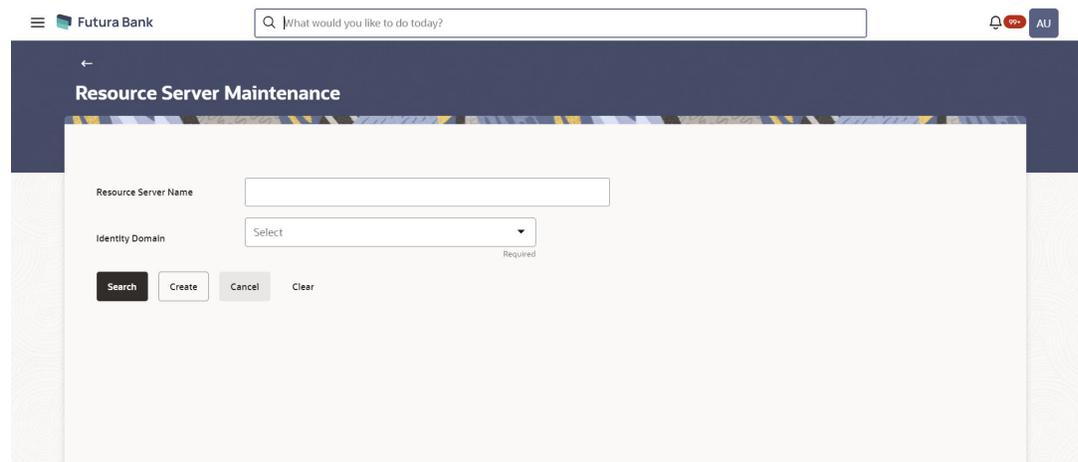 Futura Bank
What would you like to do today?
99+
AU
Resource Server Maintenance
Resource Server Name
Identity Domain
Select
Required
Search
Create
Cancel
Clear